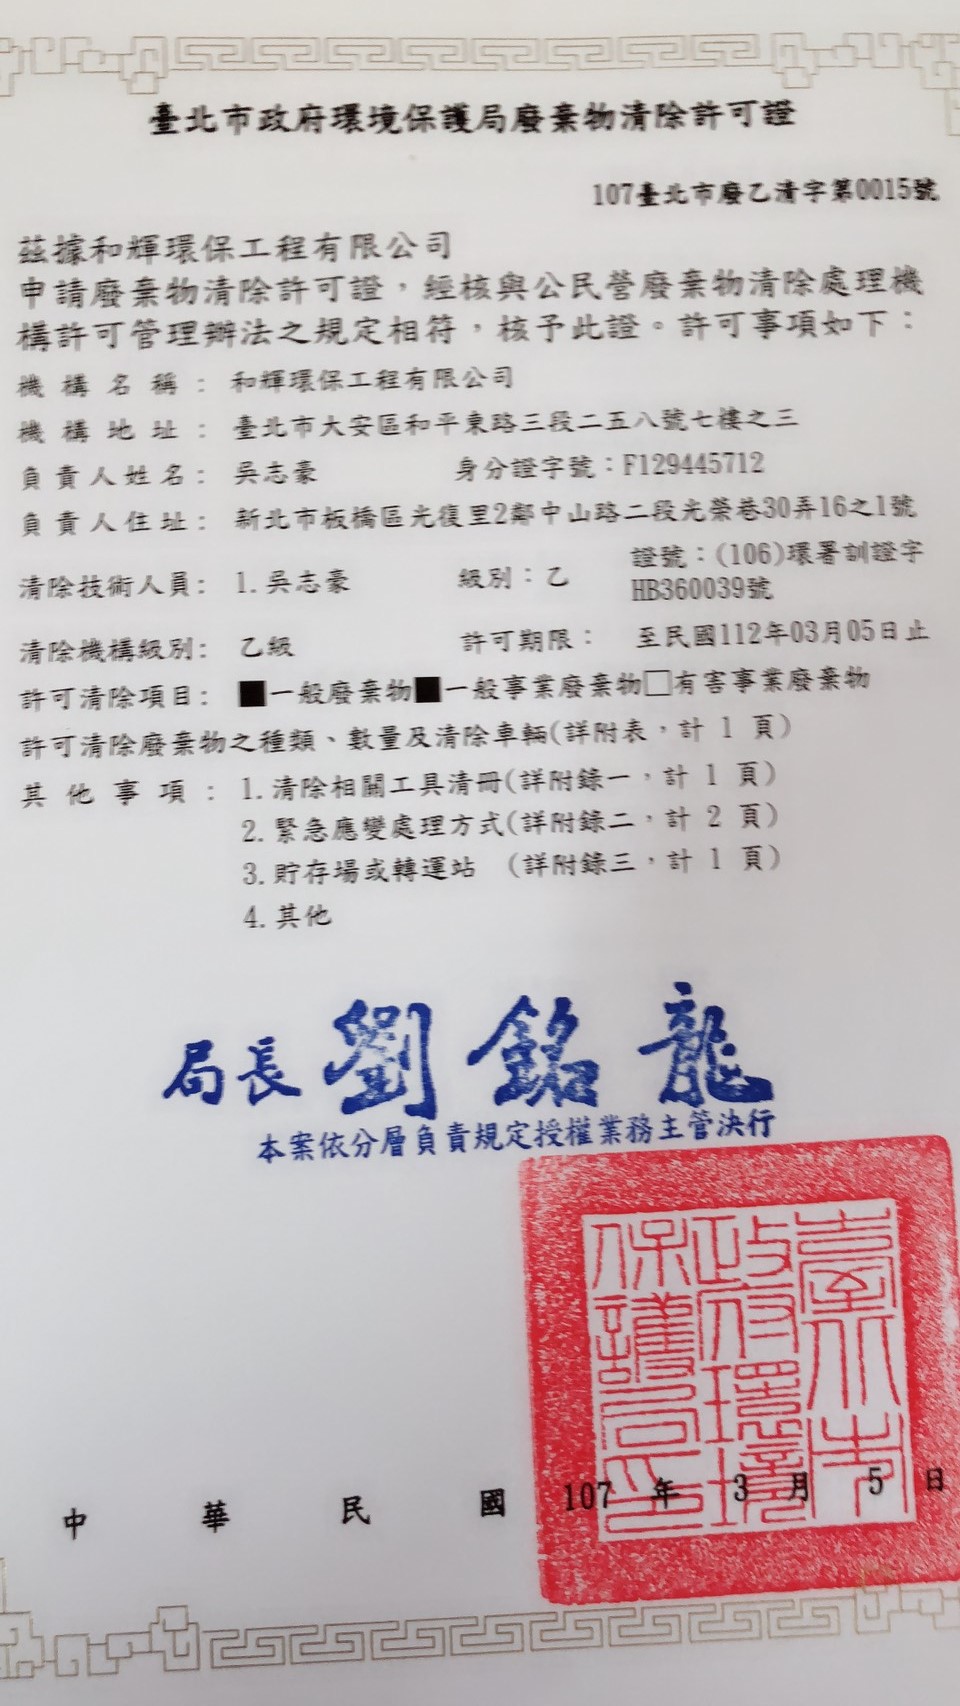 臺北市政府環境保護局廢棄物清除許可證
107臺北市廢乙清字第0015號
茲據和輝環保工程有限公司
申請廢棄物清除許可證，經核與公民營廢棄物清除處理機
構許可管理辦法之規定相符，核予此證。許可事項如下：
機構名稱：和輝環保工程有限公司
機構地址：臺北市大安區和平東路三段二五八號七樓之三
負責人姓名：吳志豪 身分證字號：F129445712
負責人住址：新北市板橋區光復里2鄰中山路二段光榮巷30弄16之1號
清除技術人員：1.吳志豪 級別：乙 證號：(106)環署訓證字
HB360039號
清除機構級別：乙級 許可期限：至民國112年03月05日止
許可清除項目：■一般廢棄物■一般事業廢棄物□有害事業廢棄物
許可清除廢棄物之種類、數量及清除車輛(詳附表，計 1 頁)
其他事項：1.清除相關工具清冊(詳附錄一，計 1 頁)
2.緊急應變處理方式(詳附錄二，計 2 頁)
3.貯存場或轉運站 (詳附錄三，計 1 頁)
4.其他
局長劉銘龍
本案依分層負責規定授權業務主管決行
臺北市政府環境保護局印
中華民國107年3月5日